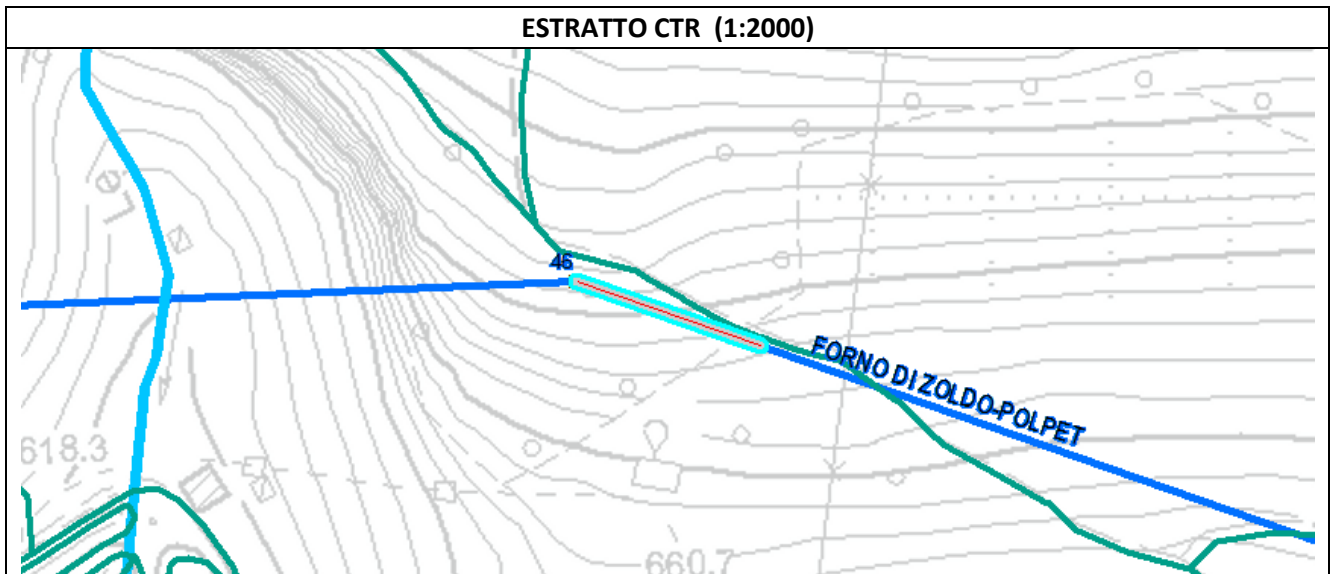 ESTRATTO CTR (1:2000)
46
FORNO DI ZOLDO-POLPET
618.3
660.7